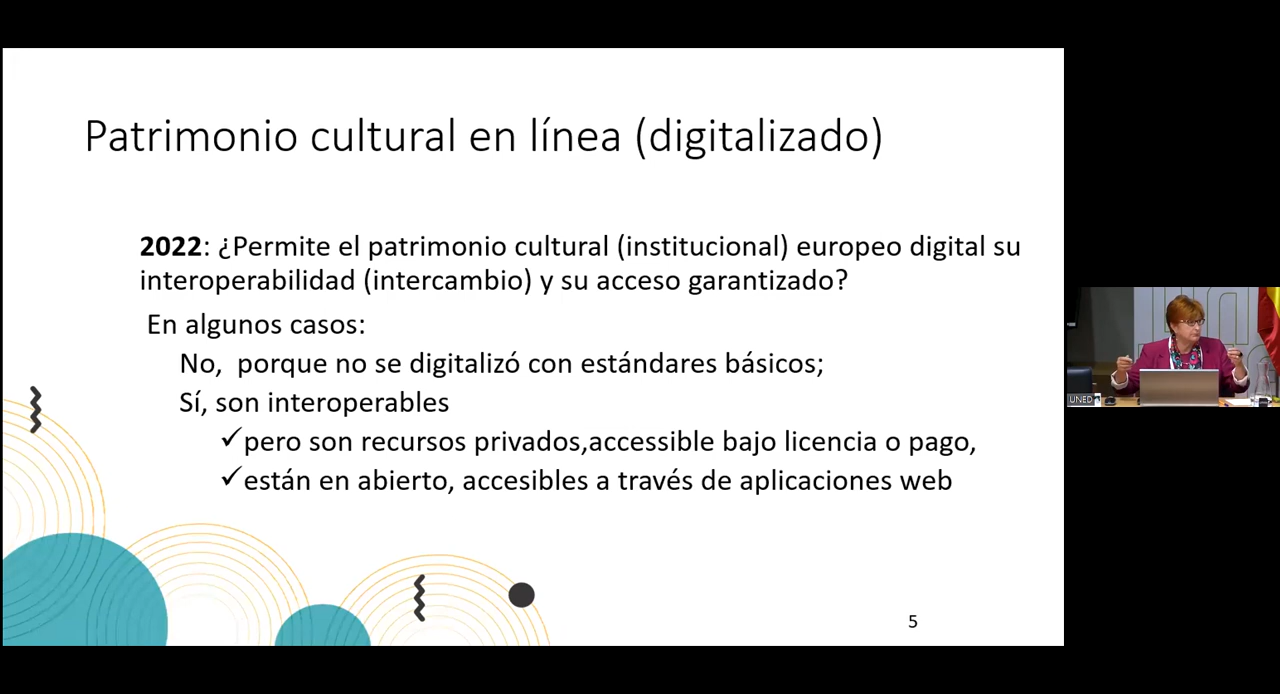 Patrimonio cultural en línea (digitalizado)
2022: ¿Permite el patrimonio cultural (institucional) europeo digital su
interoperabilidad (intercambio) y su acceso garantizado?
En algunos casos:
No, porque no se digitalizó con estándares básicos;
Sí, son interoperables
✓pero son recursos privados,accessible bajo licencia o pago,
✓están en abierto, accesibles a través de aplicaciones web
5
UNED